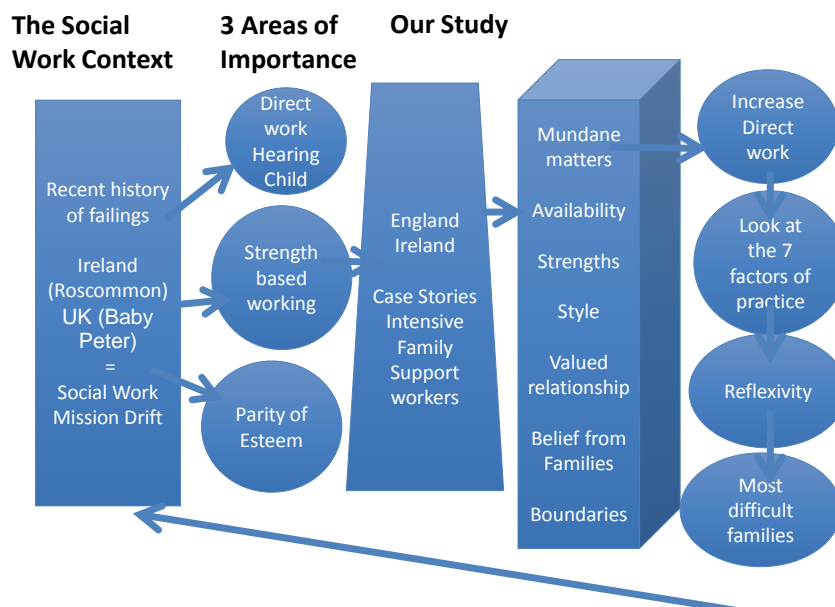 The Social
Work Context
3 Areas of
Importance
Our Study
Recent history
of failings
Ireland
(Roscommon)
UK (Baby
Peter)
=
Social Work
Mission Drift
Direct
work
Hearing
Child
Strength
based
working
Parity of
Esteem
England
Ireland
Case Stories
Intensive
Family
Support
workers
Mundane
matters
Availability
Strengths
Style
Valued
relationship
Belief from
Families
Boundaries
Increase
Direct
work
Look at
the 7
factors of
practice
Reflexivity
Most
difficult
families